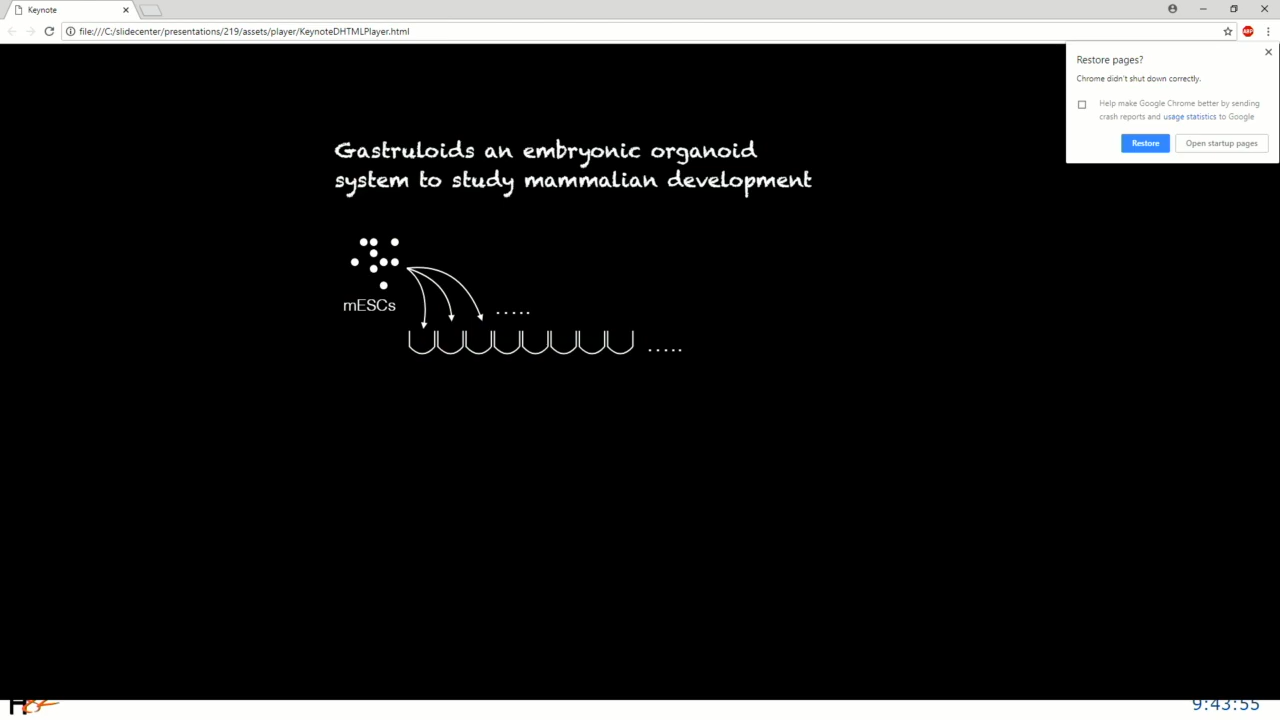 Keynote
file:///C:/slidecenter/presentations/219/assets/player/KeynoteDHTMLPlayer.html
ABP
Restore pages?
Chrome didn't shut down correctly.
Help make Google Chrome better by sending
crash reports and usage statistics to Google
Restore
Open startup pages
Gastruloids an embryonic organoid
system to study mammalian development
mESCs
.....
.....
9:43:55